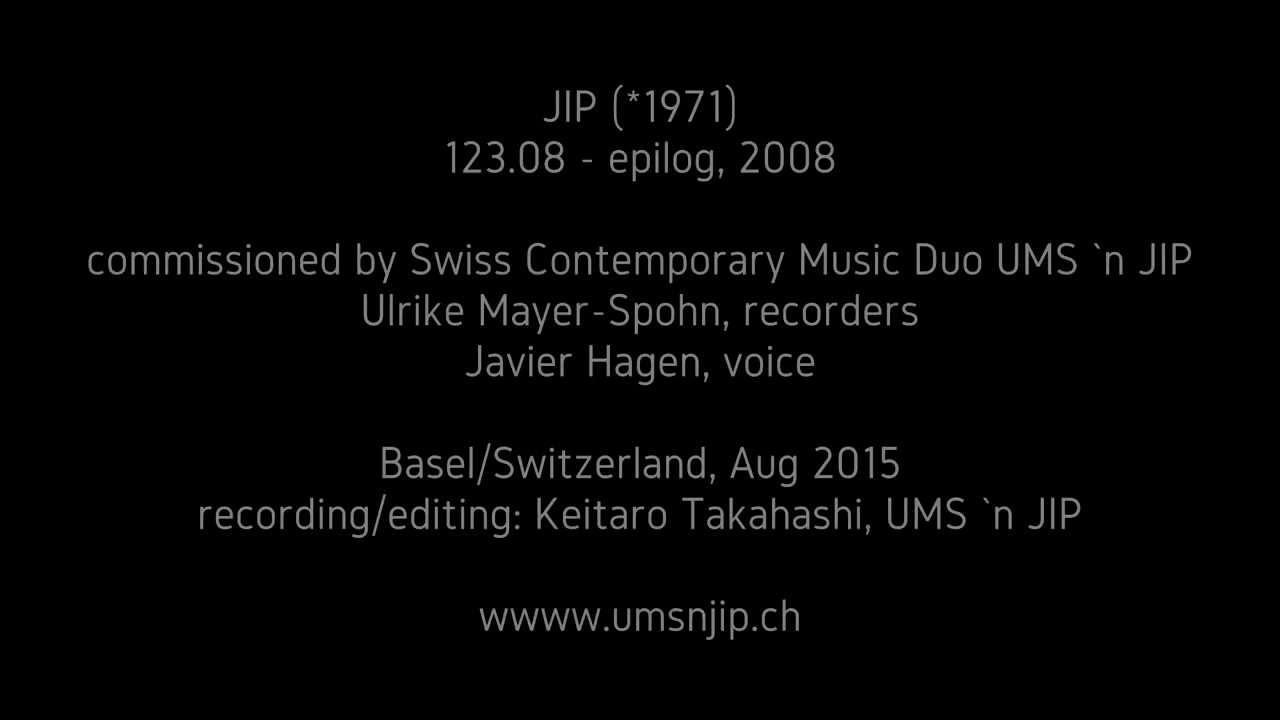 JIP (*1971)
123.08 - epilog, 2008
commissioned by Swiss Contemporary Music Duo UMS `n JIP
Ulrike Mayer-Spohn, recorders
Javier Hagen, voice
Basel/Switzerland, Aug 2015
recording/editing: Keitaro Takahashi, UMS `n JIP
wwww.umsnjip.ch